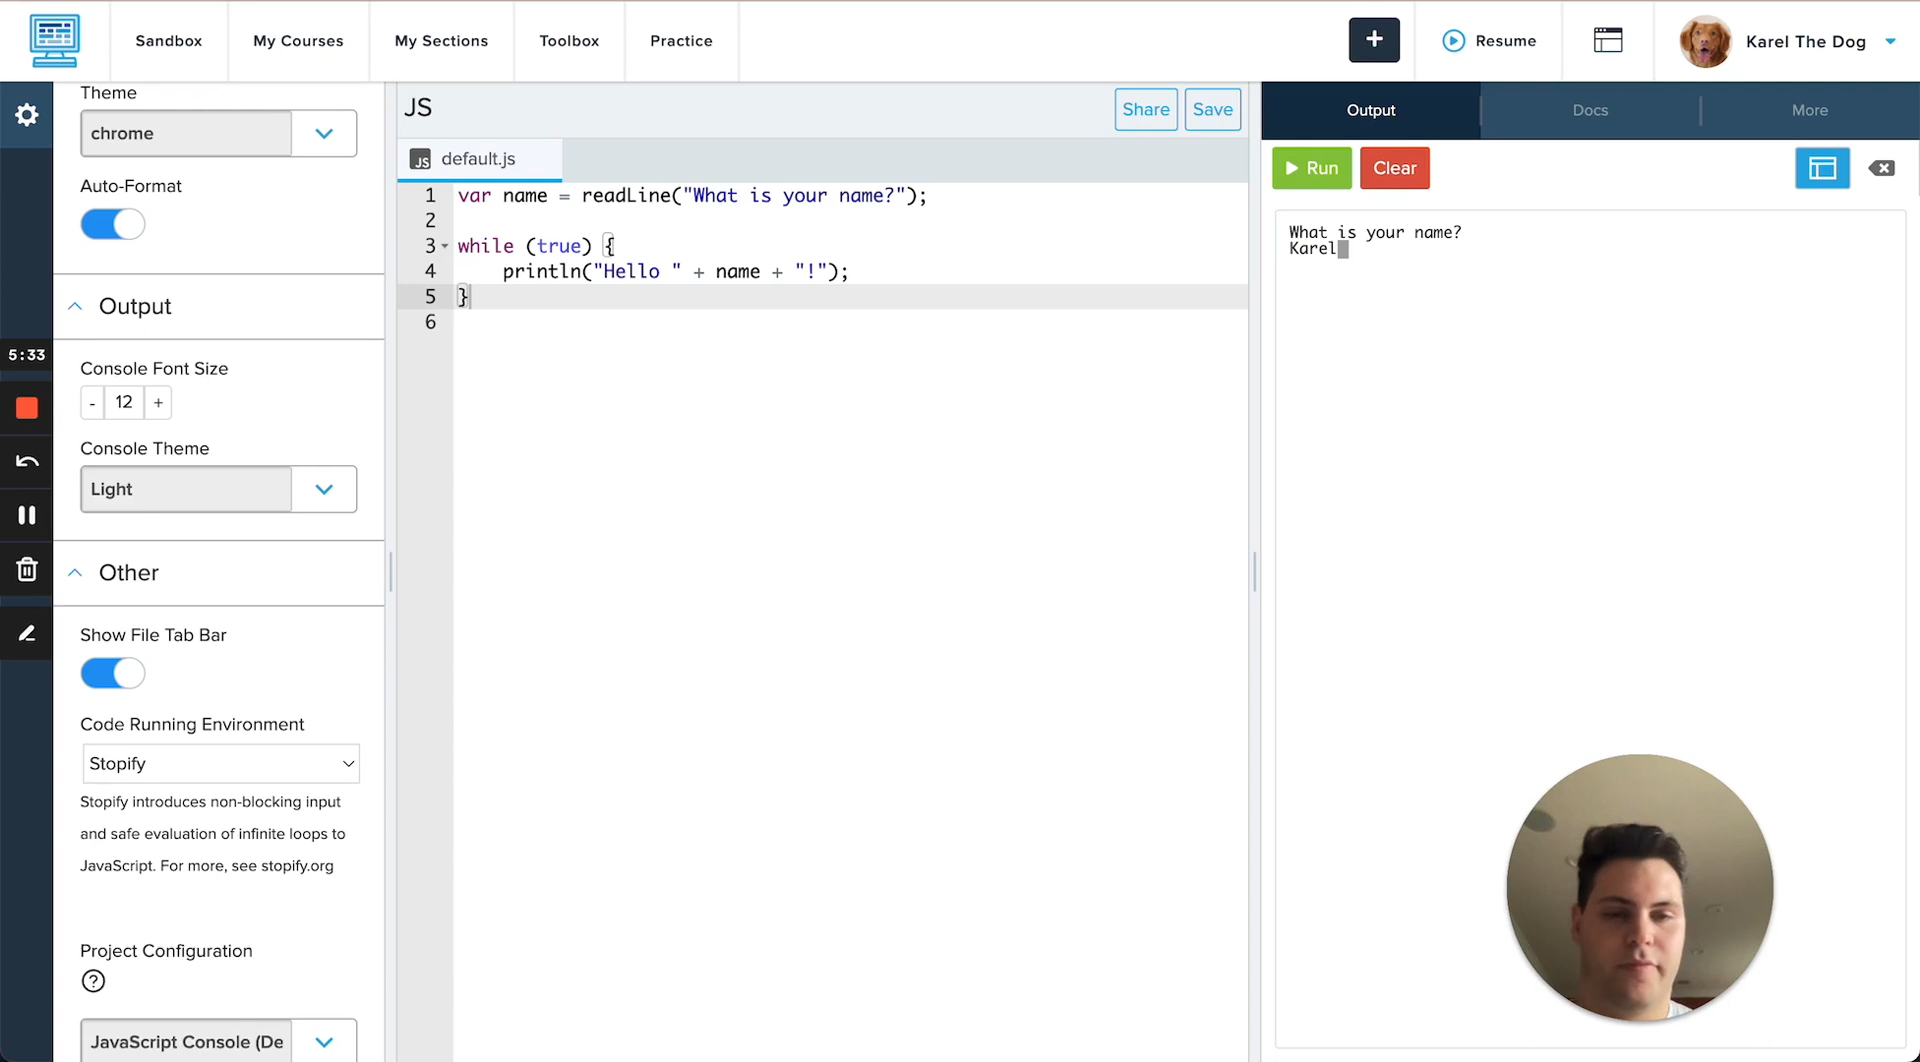 Sandbox
My Courses
My Sections
Toolbox
Practice
+
Resume
Karel The Dog
Theme
chrome
Auto-Format
Output
Console Font Size
- 12 +
Console Theme
Light
Other
Show File Tab Bar
Code Running Environment
Stopify
Stopify introduces non-blocking input
and safe evaluation of infinite loops to
JavaScript. For more, see stopify.org
Project Configuration
?
JavaScript Console (De
5:33
JS
Share
Save
JS default.js
1 var name = readLine("What is your name?");
2
3 while (true) {
4 println("Hello " + name + "!");
5 }
6
Output
Docs
More
Run
Clear
What is your name?
Karel